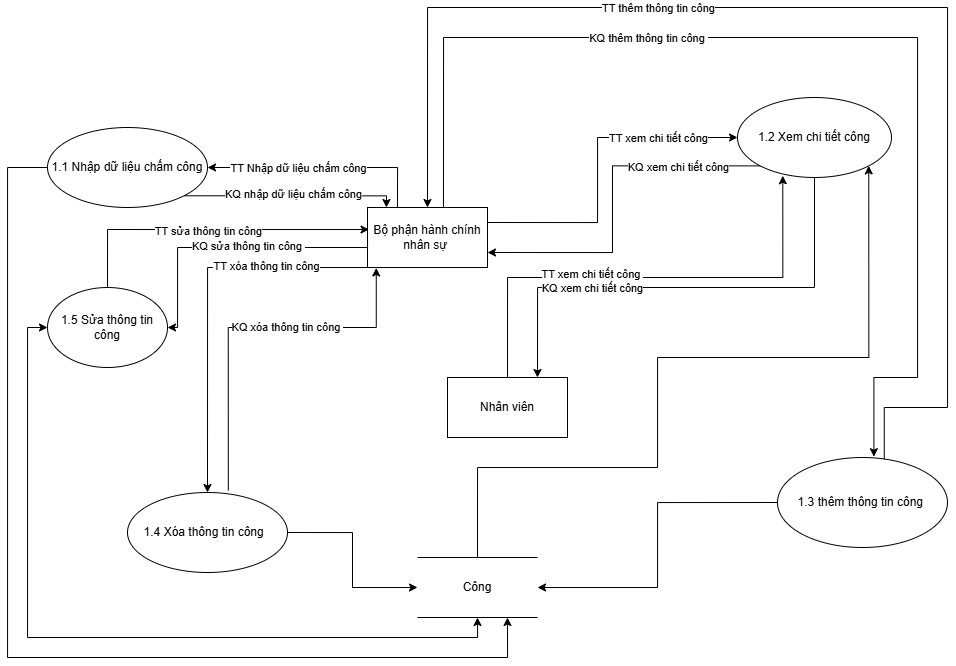 TT thêm thông tin công
KQ thêm thông tin công
TT xem chi tiết công
1.2 Xem chi tiết công
1.1 Nhập dữ liệu chấm công
TT Nhập dữ liệu chấm công
KQ xem chi tiết công
KQ nhập dữ liệu chấm công
Bộ phận hành chính
nhân sự
TT sửa thông tin công
KQ sửa thông tin công
TT xóa thông tin công
TT xem chi tiết công
KQ xem chi tiết công
1.5 Sửa thông tin
công
KQ xóa thông tin công
Nhân viên
1.3 thêm thông tin công
1.4 Xóa thông tin công
Công